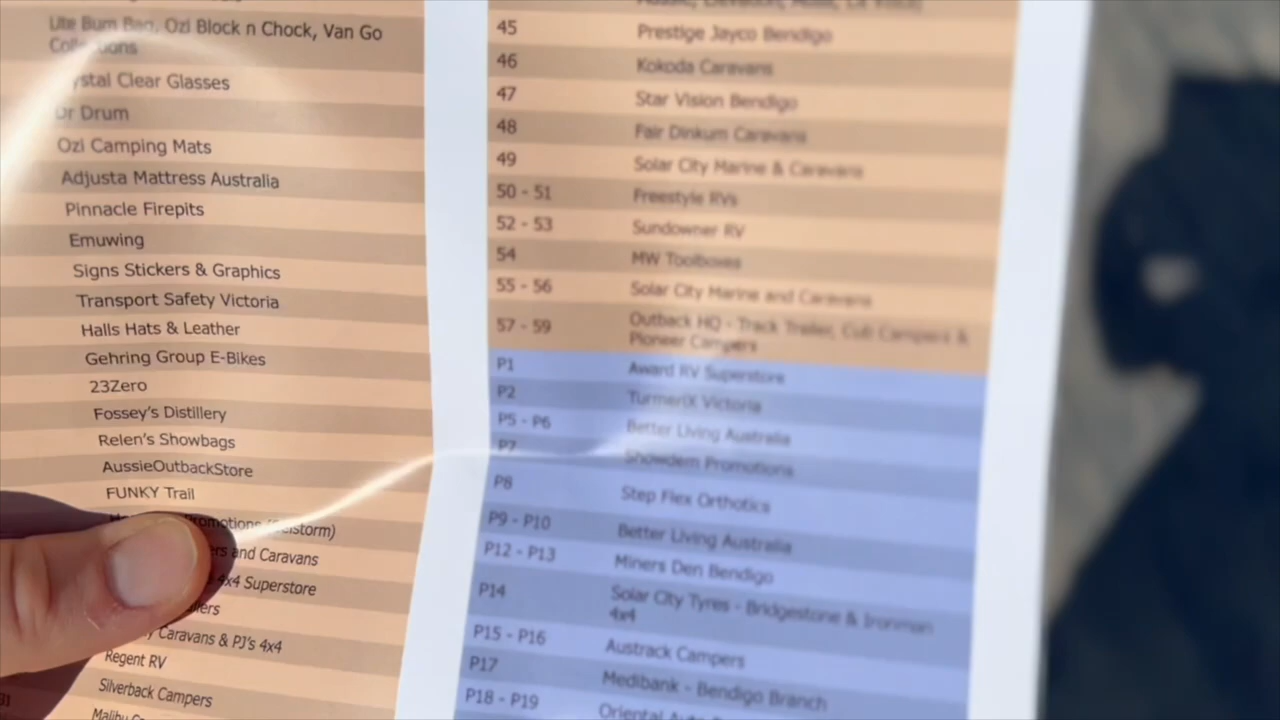 Ute Bum Bag, Ozi Block n Chock, Van Go
Crystal Clear Glasses
Dr Drum
Ozi Camping Mats
Adjusta Mattress Australia
Pinnacle Firepits
Emuwing
Signs Stickers & Graphics
Transport Safety Victoria
Halls Hats & Leather
Gehring Group E-Bikes
23Zero
Fossey's Distillery
Relen's Showbags
AussieOutbackStore
FUNKY Trail
and Caravans
4x4 Superstore
Caravans & PJ's 4x4
Regent RV
Silverback Campers
45 Prestige Jayco Bendigo
46 Kokoda Caravans
47 Star Vision Bendigo
48 Fair Dinkum Caravans
49 Solar City Marine & Caravans
50 - 51 Freestyle RVs
52 - 53 Sundowner RV
54 MW Toolboxes
55 - 56 Solar City Marine and Caravans
57 - 59 Outback HQ - Track Trailer, Cub Campers &
Pioneer Campers
P1 Award RV Superstore
P2 TurmeriX Victoria
P5 - P6 Better Living Australia
P7 Showdem Promotions
P8 Step Flex Orthotics
P9 - P10 Better Living Australia
P12 - P13 Miners Den Bendigo
P14 Solar City Tyres - Bridgestone & Ironman
4x4
P15 - P16 Austrack Campers
P17 Medibank - Bendigo Branch
P18 - P19 Oriental